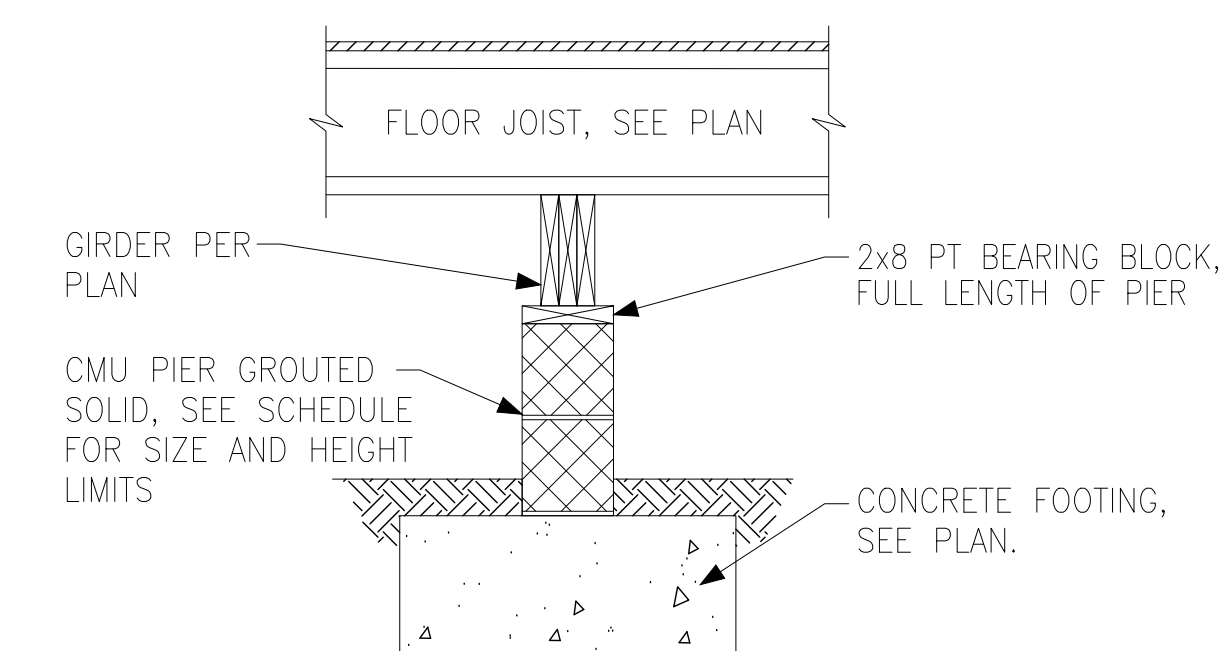 FLOOR JOIST, SEE PLAN
GIRDER PER
PLAN
2x8 PT BEARING BLOCK,
FULL LENGTH OF PIER
CMU PIER GROUTED
SOLID, SEE SCHEDULE
FOR SIZE AND HEIGHT
LIMITS
CONCRETE FOOTING,
SEE PLAN.